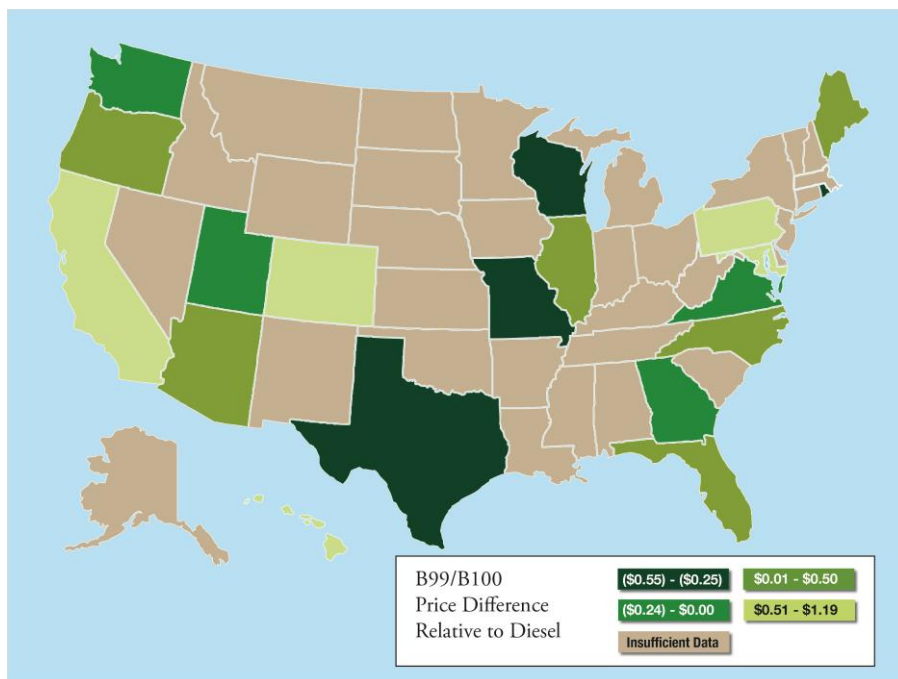 B99/B100
Price Difference
Relative to Diesel
($0.55) - ($0.25)
$0.01 - $0.50
($0.24) - $0.00
$0.51 - $1.19
Insufficient Data